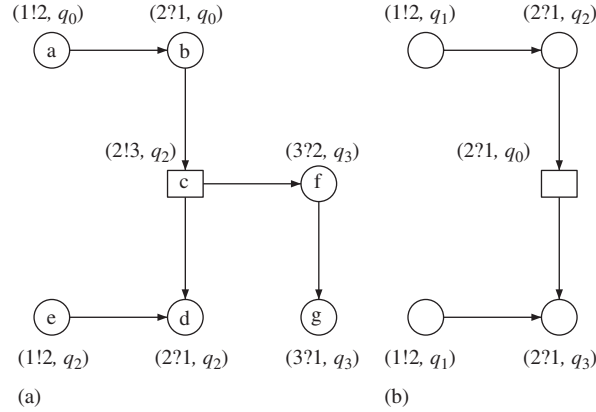 (1!2, q0) (2?1, q0) (1!2, q1) (2?1, q2)
a b
(2!3, q2) (3?2, q3) (2?1, q0)
c f
e d g
(1!2, q2) (2?1, q2) (3?1, q3) (1!2, q1) (2?1, q3)
(a) (b)